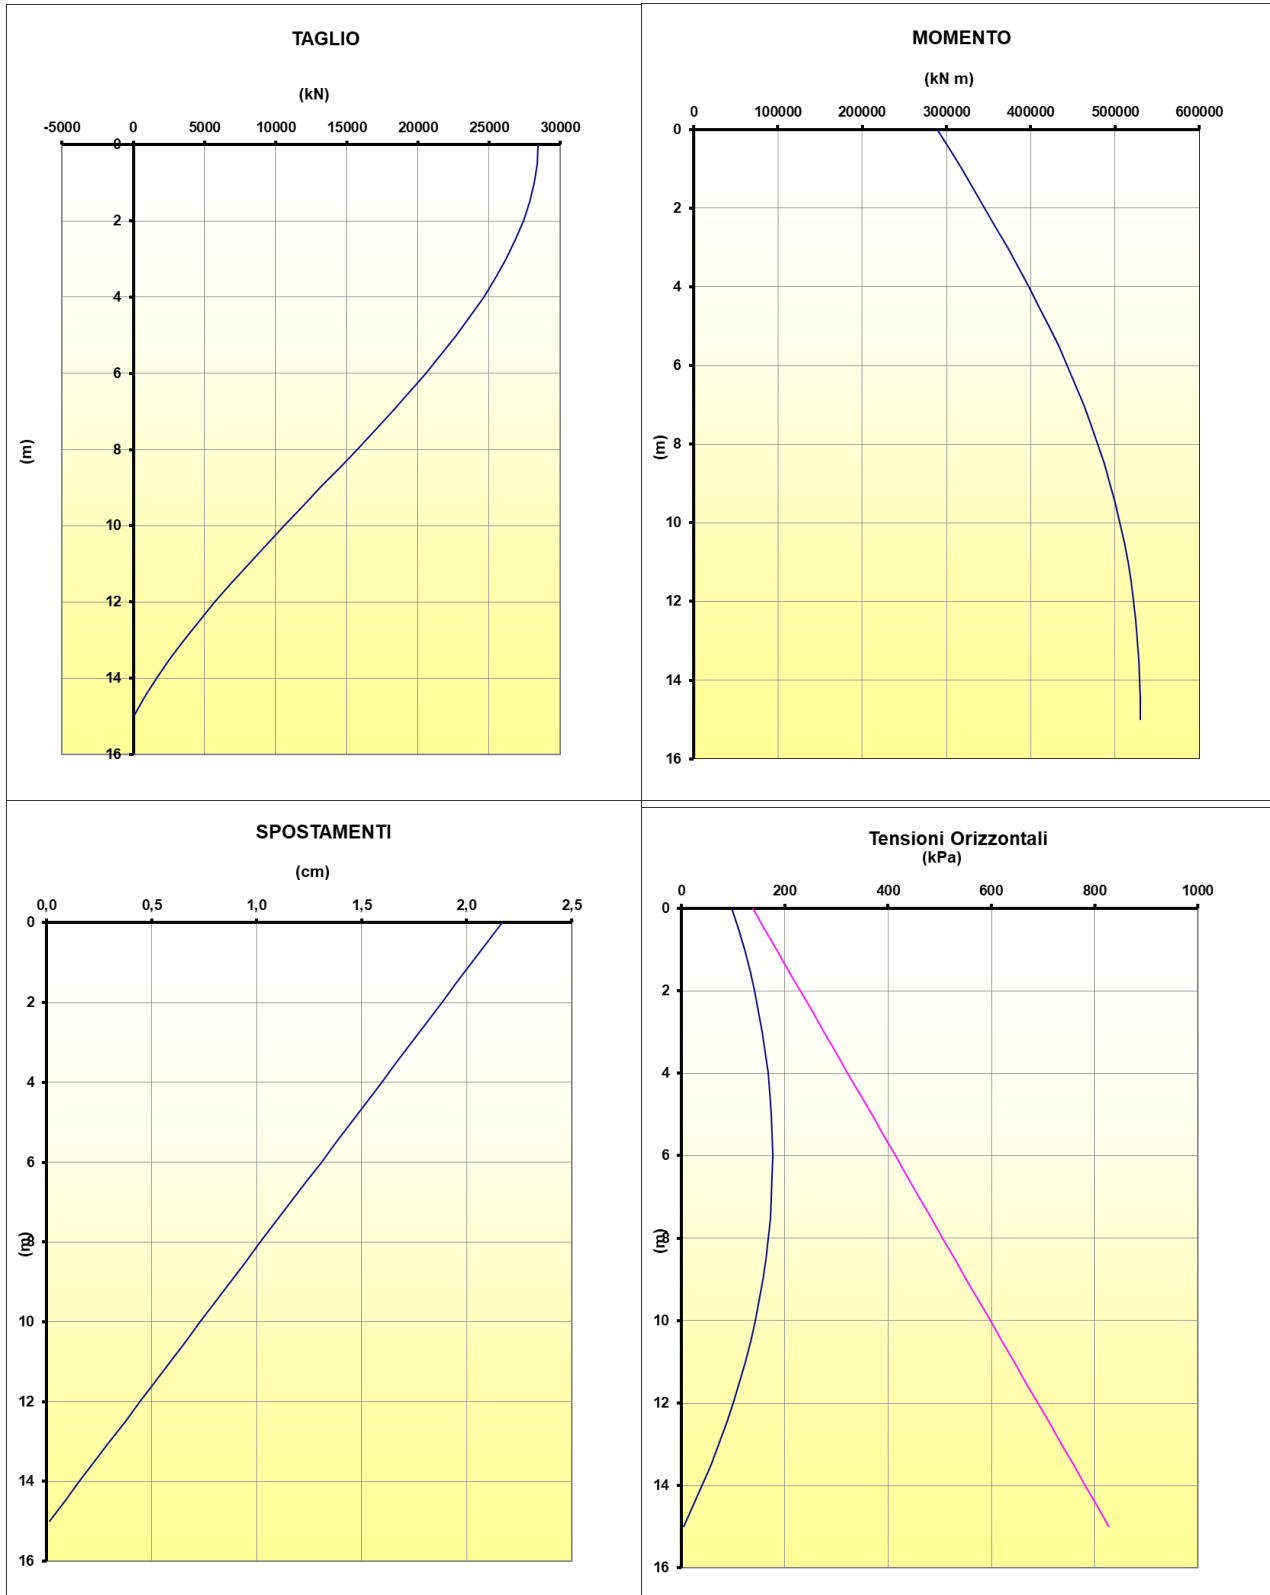 TAGLIO
(kN)
-5000 0 5000 10000 15000 20000 25000 30000
0
2
4
6
(m)
8
10
12
14
16
MOMENTO
(kN m)
0 100000 200000 300000 400000 500000 600000
0
2
4
6
(m)
8
10
12
14
16
SPOSTAMENTI
(cm)
0,0 0,5 1,0 1,5 2,0 2,5
0
2
4
6
(m)
8
10
12
14
16
Tensioni Orizzontali
(kPa)
0 200 400 600 800 1000
0
2
4
6
(m)
8
10
12
14
16